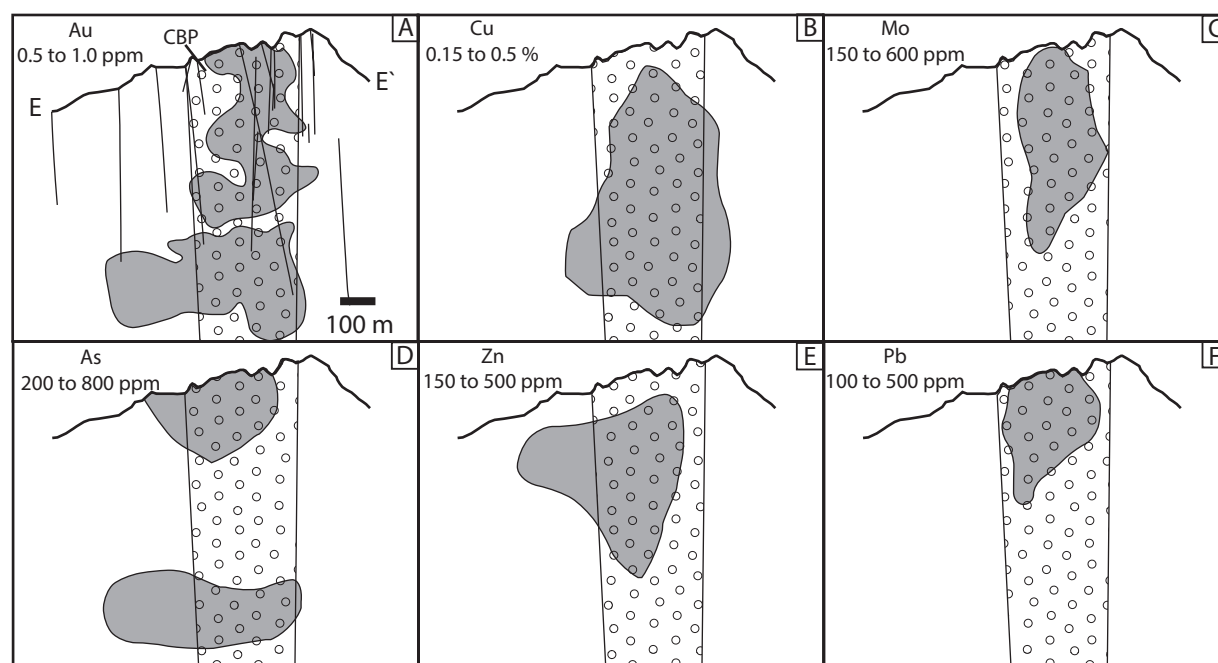 Au
0.5 to 1.0 ppm
CBP
A
E
E`
100 m
Cu
0.15 to 0.5 %
B
Mo
150 to 600 ppm
C
As
200 to 800 ppm
D
Zn
150 to 500 ppm
E
Pb
100 to 500 ppm
F